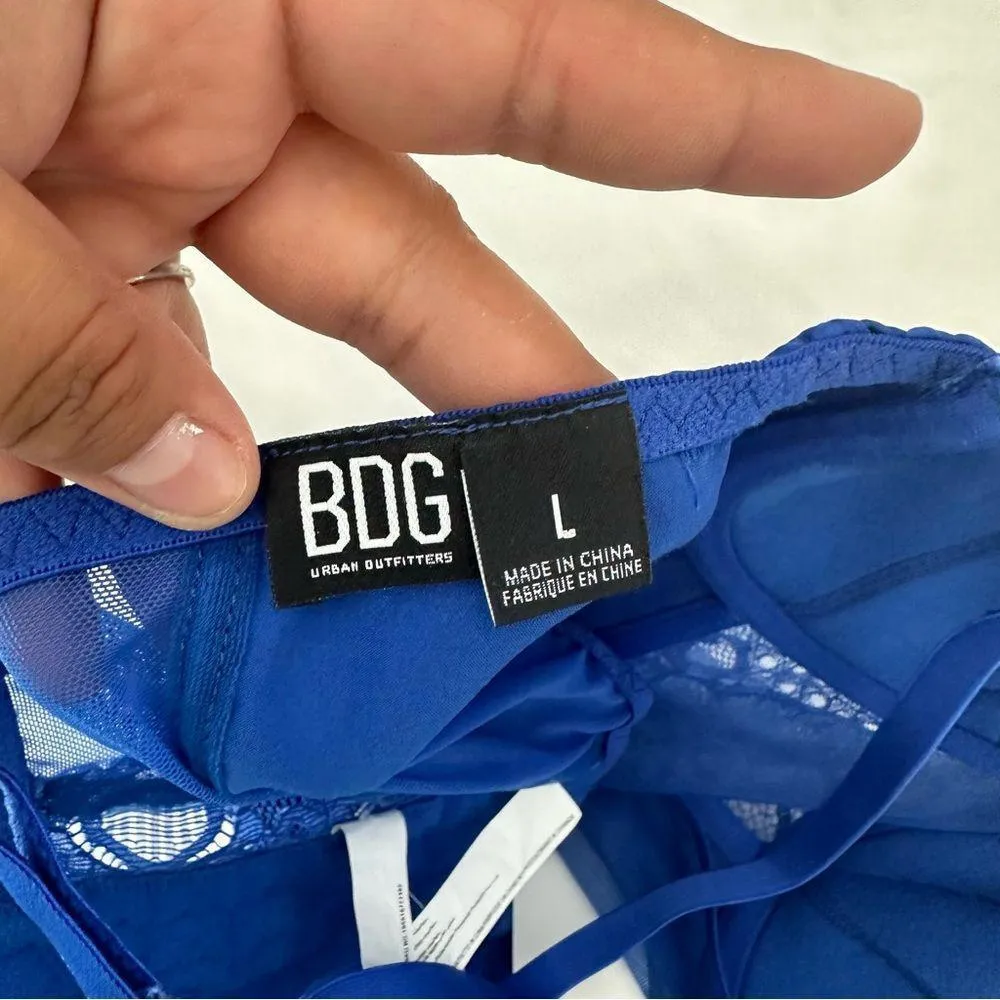 BDG
URBAN OUTFITTERS
L
MADE IN CHINA
FABRIQUE EN CHINE